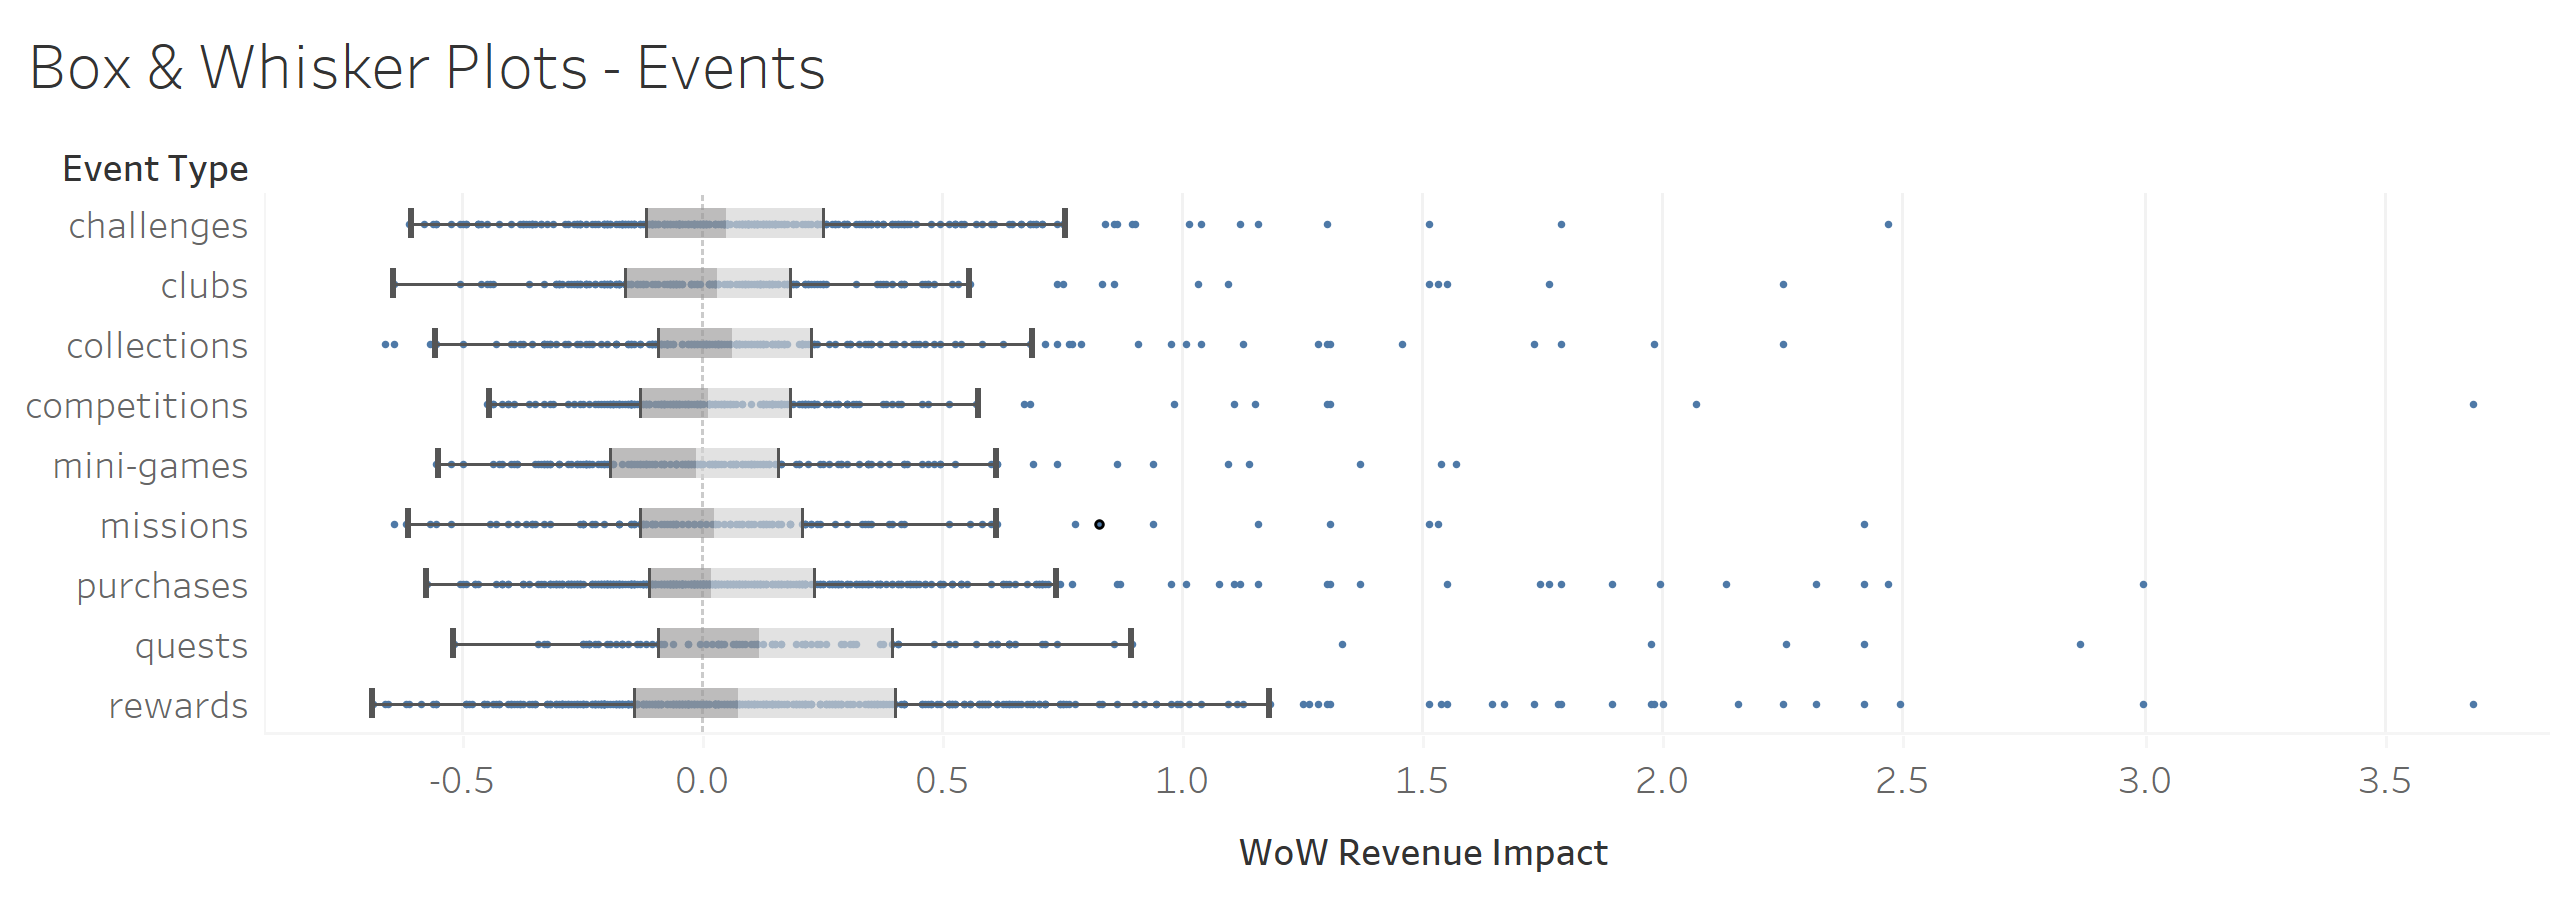 Box & Whisker Plots - Events
Event Type
challenges
clubs
collections
competitions
mini-games
missions
purchases
quests
rewards
-0.5 0.0 0.5 1.0 1.5 2.0 2.5 3.0 3.5
WoW Revenue Impact